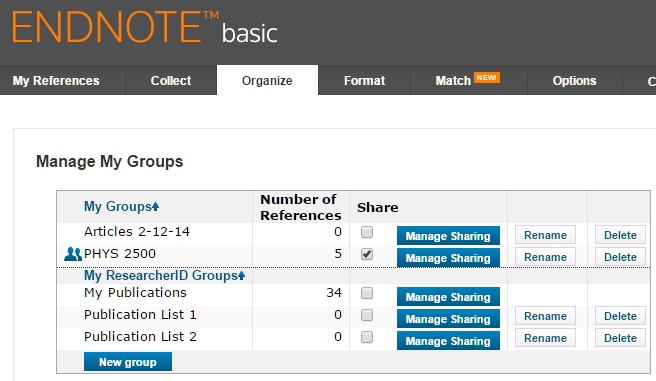 ENDNOTE™ basic
My References Collect Organize Format Match NEW! Options C
Manage My Groups
My Groups Number of References Share
Articles 2-12-14 0 Manage Sharing Rename Delete
PHYS 2500 5 Manage Sharing Rename Delete
My ResearcherID Groups
My Publications 34 Manage Sharing
Publication List 1 0 Manage Sharing Rename Delete
Publication List 2 0 Manage Sharing Rename Delete
New group